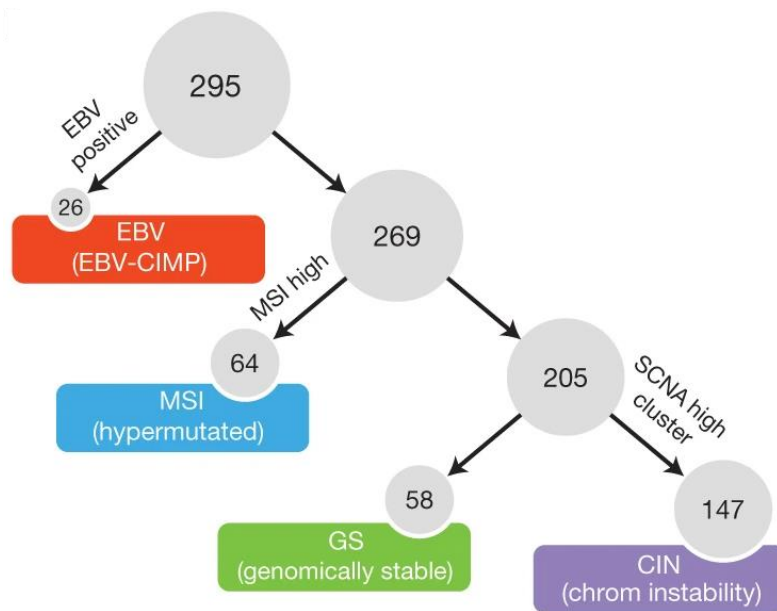 295
EBV
positive
26
EBV
(EBV-CIMP)
269
MSI high
64
MSI
(hypermutated)
205
SCNA high
cluster
58
GS
(genomically stable)
147
CIN
(chrom instability)